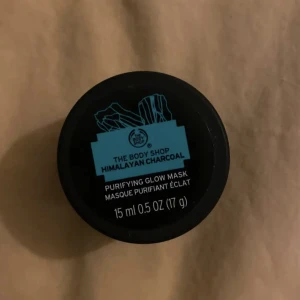 ®
THE BODY SHOP
HIMALAYAN CHARCOAL
PURIFYING GLOW MASK
MASQUE PURIFIANT ÉCLAT
15 ml 0.5 OZ (17 g)